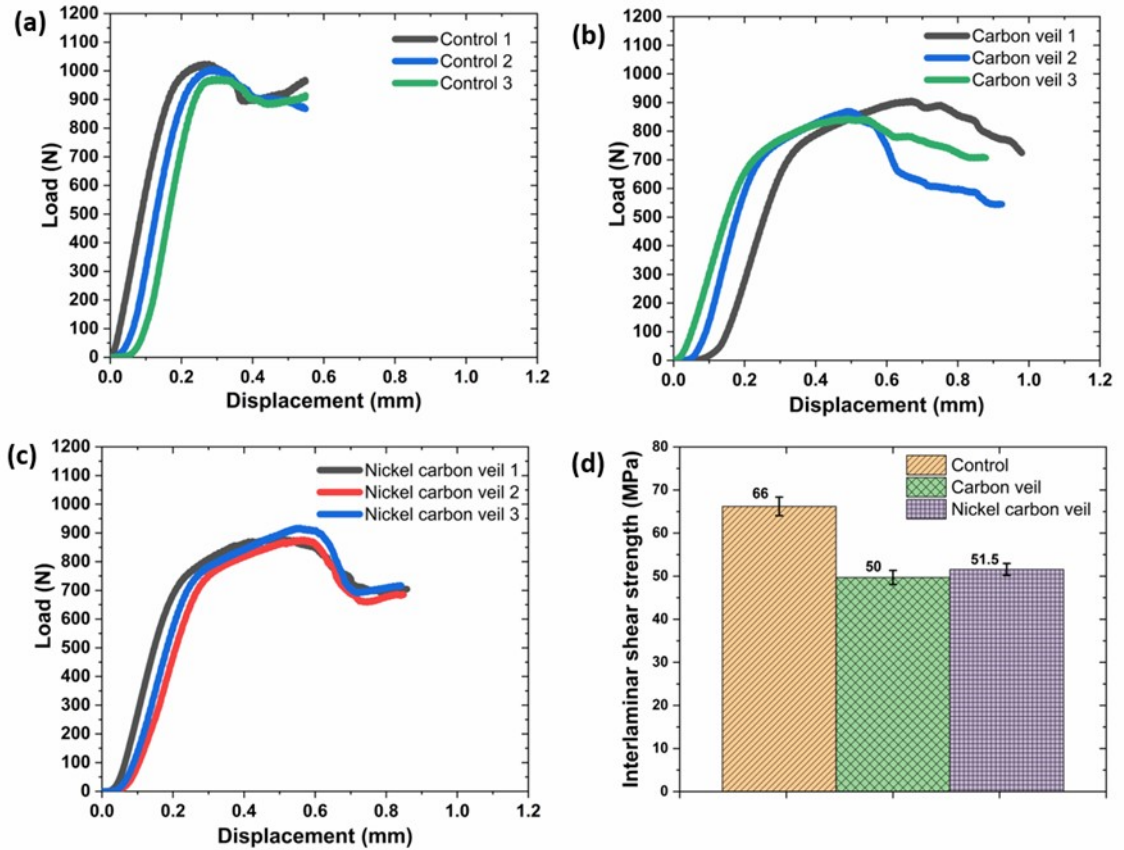 (a)
1200
1100
1000
900
800
700
600
500
400
300
200
100
0
Load (N)
Control 1
Control 2
Control 3
0.0 0.2 0.4 0.6 0.8 1.0 1.2
Displacement (mm)
(b)
1200
1100
1000
900
800
700
600
500
400
300
200
100
0
Load (N)
Carbon veil 1
Carbon veil 2
Carbon veil 3
0.0 0.2 0.4 0.6 0.8 1.0 1.2
Displacement (mm)
(c)
1200
1100
1000
900
800
700
600
500
400
300
200
100
0
Load (N)
Nickel carbon veil 1
Nickel carbon veil 2
Nickel carbon veil 3
0.0 0.2 0.4 0.6 0.8 1.0 1.2
Displacement (mm)
(d)
80
70
60
50
40
30
20
10
0
Interlaminar shear strength (MPa)
Control
Carbon veil
Nickel carbon veil
66
50
51.5